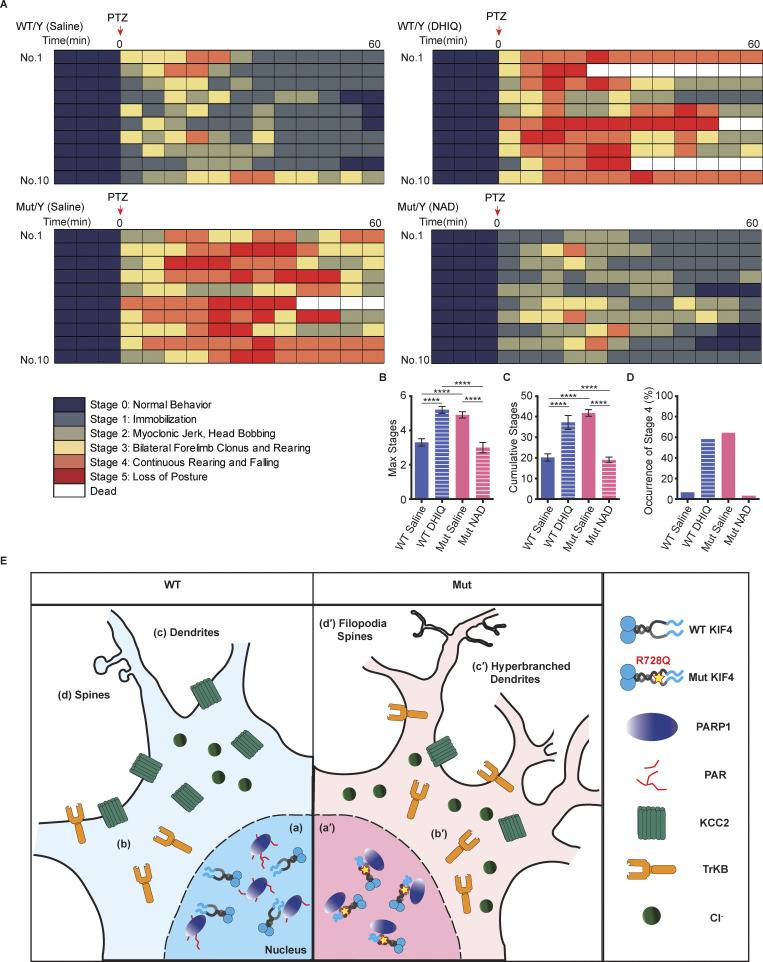 A
WT/Y (Saline)
PTZ
Time(min)
0
60
No.1
No.10
WT/Y (DHIQ)
PTZ
Time(min)
0
60
No.1
No.10
Mut/Y (Saline)
PTZ
Time(min)
0
60
No.1
No.10
Mut/Y (NAD)
PTZ
Time(min)
0
60
No.1
No.10
Stage 0: Normal Behavior
Stage 1: Immobilization
Stage 2: Myoclonic Jerk, Head Bobbing
Stage 3: Bilateral Forelimb Clonus and Rearing
Stage 4: Continuous Rearing and Falling
Stage 5: Loss of Posture
Dead
B
Max Stages
6
4
2
0
****
****
****
****
WT Saline
WT DHIQ
Mut Saline
Mut NAD
C
Cumulative Stages
50
40
30
20
10
0
****
****
****
****
WT Saline
WT DHIQ
Mut Saline
Mut NAD
D
Occurrence of Stage 4 (%)
100
80
60
40
20
0
WT Saline
WT DHIQ
Mut Saline
Mut NAD
E
WT
Mut
(c) Dendrites
(d) Spines
(b)
(a)
Nucleus
(d′) Filopodia
Spines
(c′) Hyperbranched
Dendrites
(a′)
(b′)
WT KIF4
R728Q
Mut KIF4
PARP1
PAR
KCC2
TrKB
Cl-